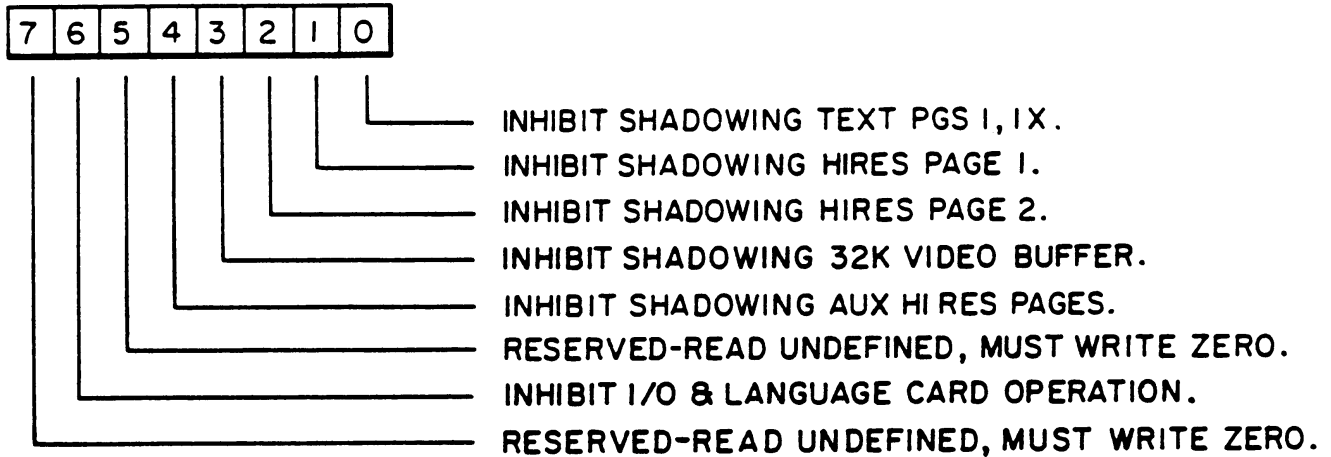 7 6 5 4 3 2 1 0
INHIBIT SHADOWING TEXT PGS 1, 1X.
INHIBIT SHADOWING HIRES PAGE 1.
INHIBIT SHADOWING HIRES PAGE 2.
INHIBIT SHADOWING 32K VIDEO BUFFER.
INHIBIT SHADOWING AUX HIRES PAGES.
RESERVED-READ UNDEFINED, MUST WRITE ZERO.
INHIBIT I/O & LANGUAGE CARD OPERATION.
RESERVED-READ UNDEFINED, MUST WRITE ZERO.